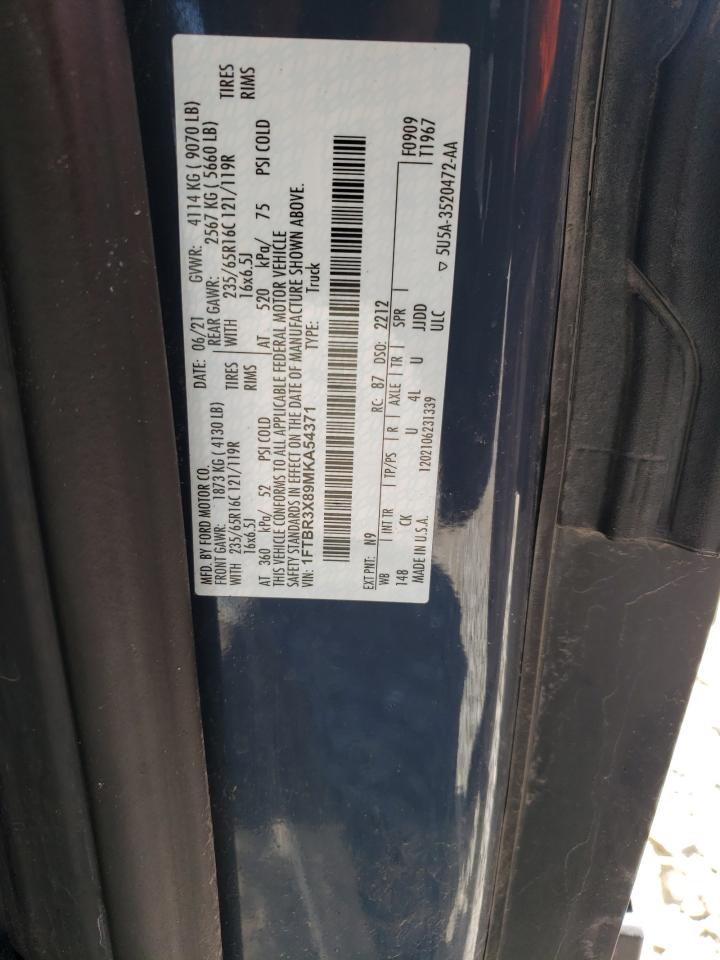 MFD. BY FORD MOTOR CO. DATE: 06/21 GVWR: 4114 KG ( 9070 LB)
FRONT GAWR: 1873 KG ( 4130 LB) REAR GAWR: 2567 KG ( 5660 LB)
WITH 235/65R16C 121/119R TIRES WITH 235/65R16C 121/119R TIRES
16x6.5J RIMS 16x6.5J RIMS
AT 360 kPa/ 52 PSI COLD AT 520 kPa/ 75 PSI COLD
THIS VEHICLE CONFORMS TO ALL APPLICABLE FEDERAL MOTOR VEHICLE
SAFETY STANDARDS IN EFFECT ON THE DATE OF MANUFACTURE SHOWN ABOVE.
VIN: 1FTBR3X89MKA54371 TYPE: Truck
EXT PNT: N9 RC: 87 DSO: 2212
WB INT TR TP/PS R AXLE TR SPR F0909
148 CK U 4L U JJDD T1967
MADE IN U.S.A. 1202106231339 ULC
▽ 5U5A-3520472-AA